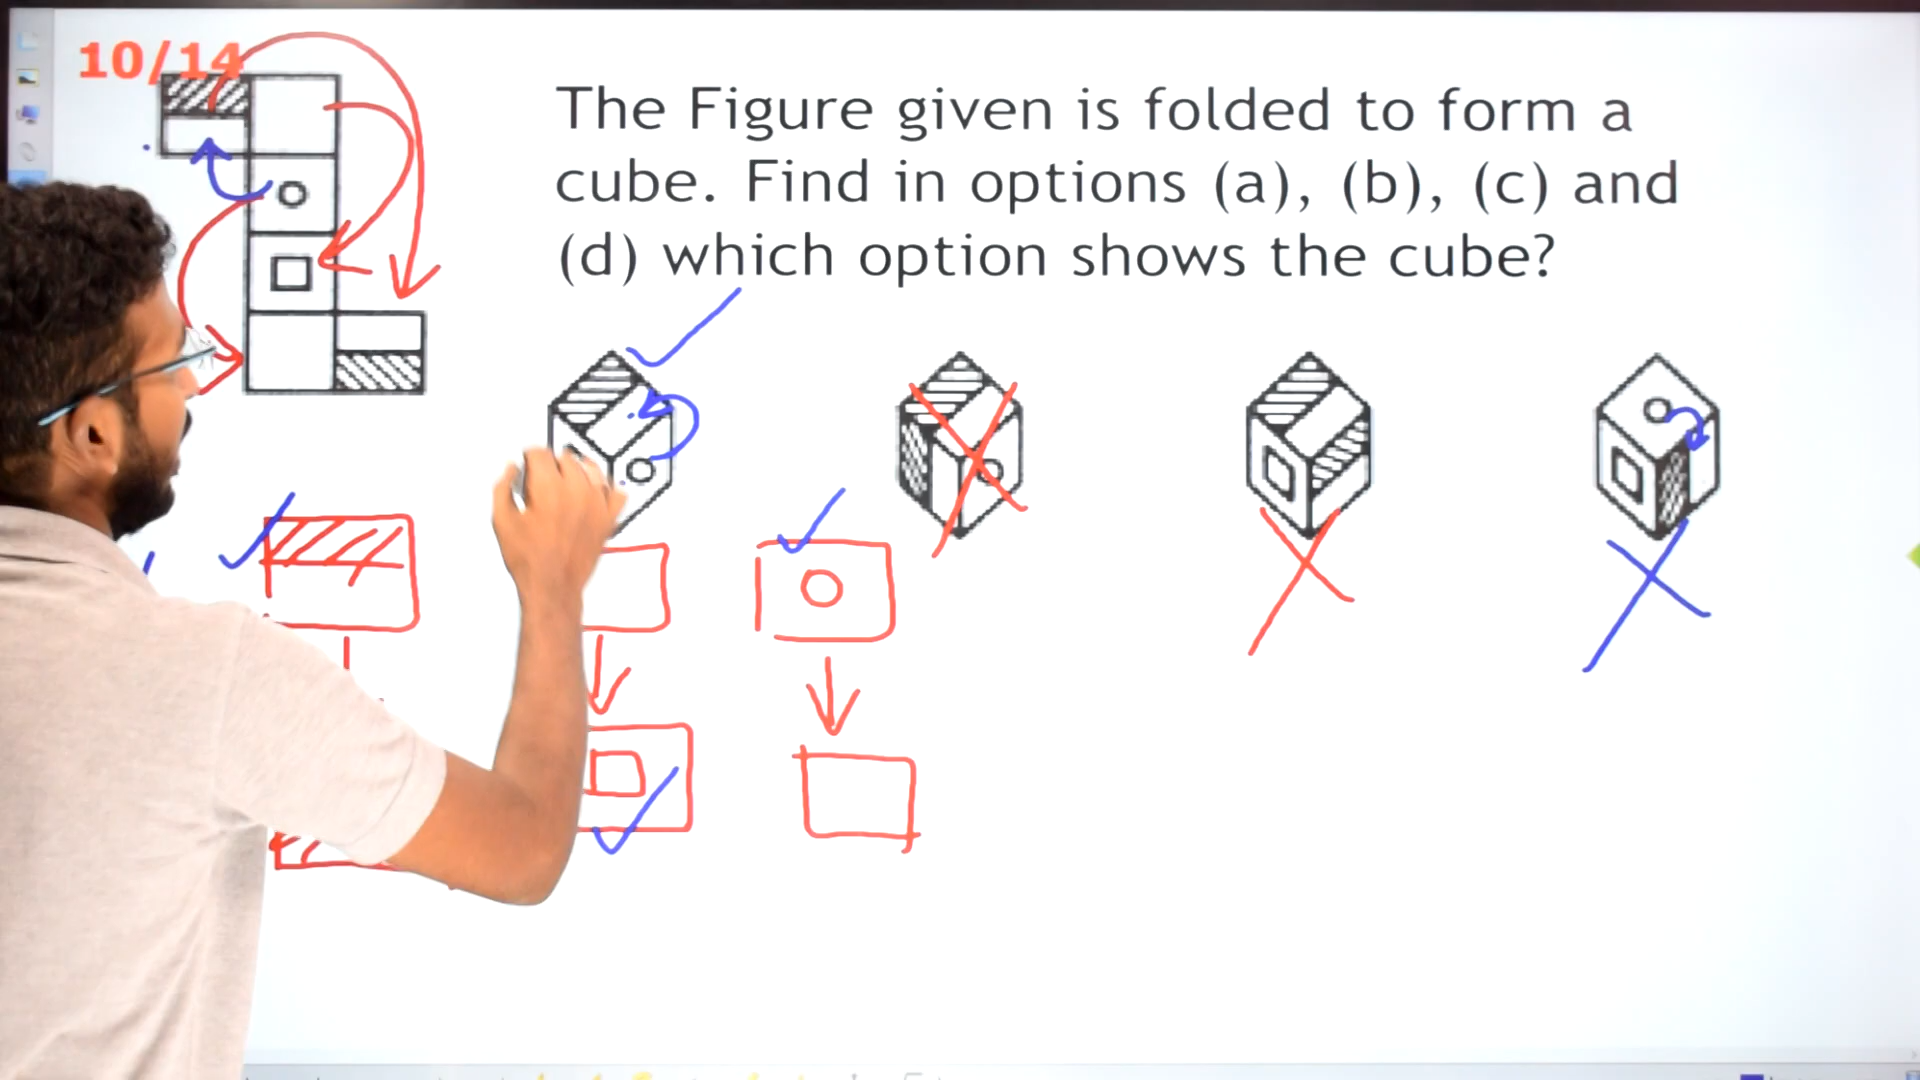 10/14
The Figure given is folded to form a
cube. Find in options (a), (b), (c) and
(d) which option shows the cube?